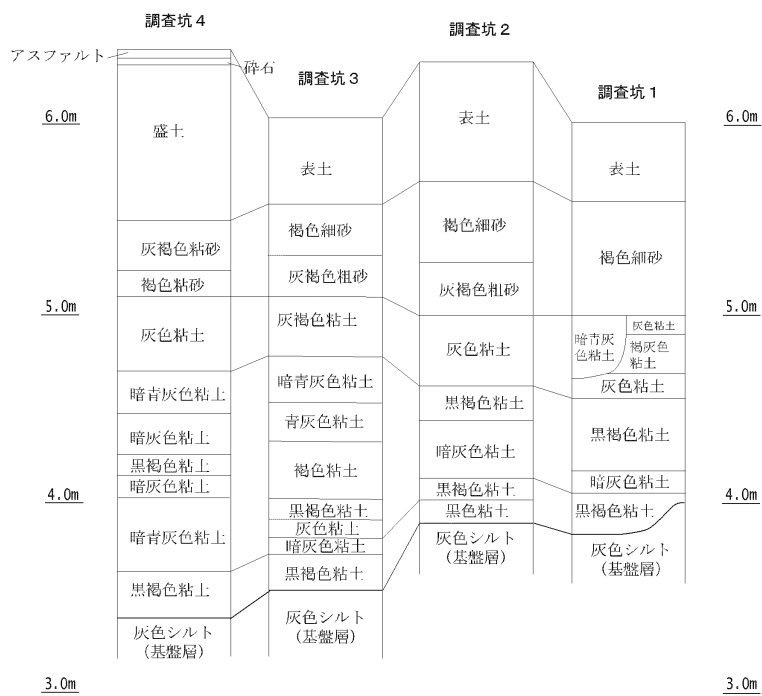 調査坑4
アスファルト
砕石
6.0m
盛土
灰褐色粘砂
褐色粘砂
5.0m
灰色粘土
暗青灰色粘上
暗灰色粘上
黒褐色粘上
暗灰色粘上
4.0m
暗青灰色粘上
黒褐色粘上
灰色シルト
(基盤層)
3.0m
調査坑3
表土
褐色細砂
灰褐色粗砂
灰褐色粘土
暗青灰色粘土
青灰色粘土
褐色粘土
黒褐色粘土
灰色粘上
暗灰色粘土
黒褐色粘土
灰色シルト
(基盤層)
調査坑2
表土
褐色細砂
灰褐色粗砂
灰色粘土
黒褐色粘土
暗灰色粘土
黒褐色粘土
黒色粘土
灰色シルト
(基盤層)
調査坑1
6.0m
表土
褐色細砂
5.0m
灰色粘土
暗青灰
色粘土
褐灰色
粘土
灰色粘土
黒褐色粘土
暗灰色粘土
4.0m
黒褐色粘土
灰色シルト
(基盤層)
3.0m